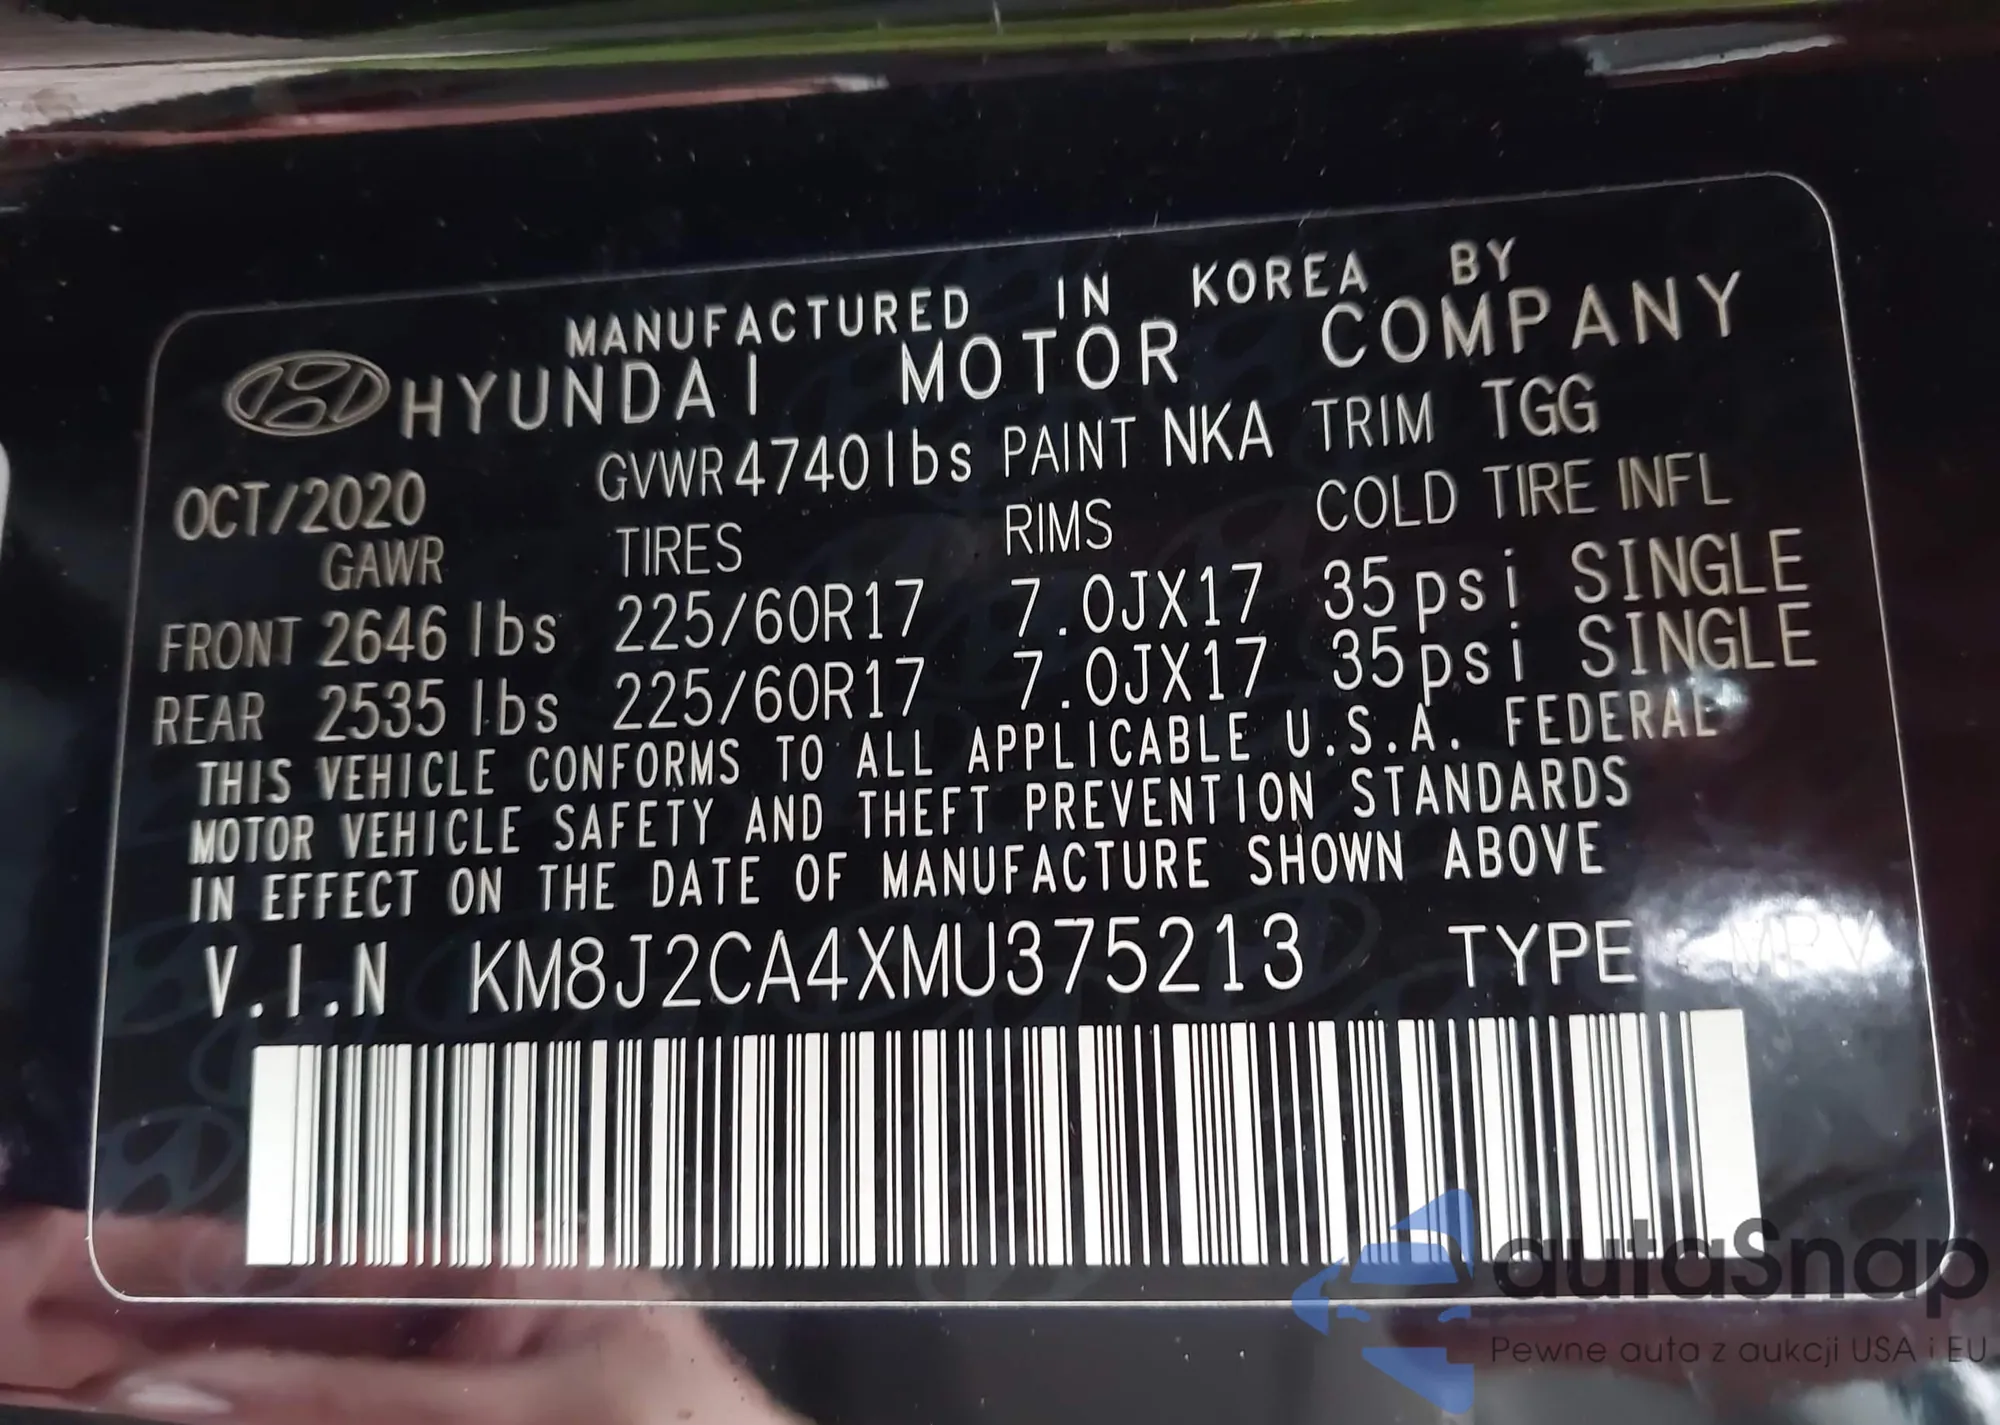 MANUFACTURED IN KOREA BY
HYUNDAI MOTOR COMPANY
OCT/2020 GVWR 4740 lbs PAINT NKA TRIM TGG
GAWR TIRES RIMS COLD TIRE INFL
FRONT 2646 lbs 225/60R17 7.0JX17 35psi SINGLE
REAR 2535 lbs 225/60R17 7.0JX17 35psi SINGLE
THIS VEHICLE CONFORMS TO ALL APPLICABLE U.S.A. FEDERAL
MOTOR VEHICLE SAFETY AND THEFT PREVENTION STANDARDS
IN EFFECT ON THE DATE OF MANUFACTURE SHOWN ABOVE
V.I.N KM8J2CA4XMU375213 TYPE : MPV
autaSnap
Pewne auta z aukcji USA i EU